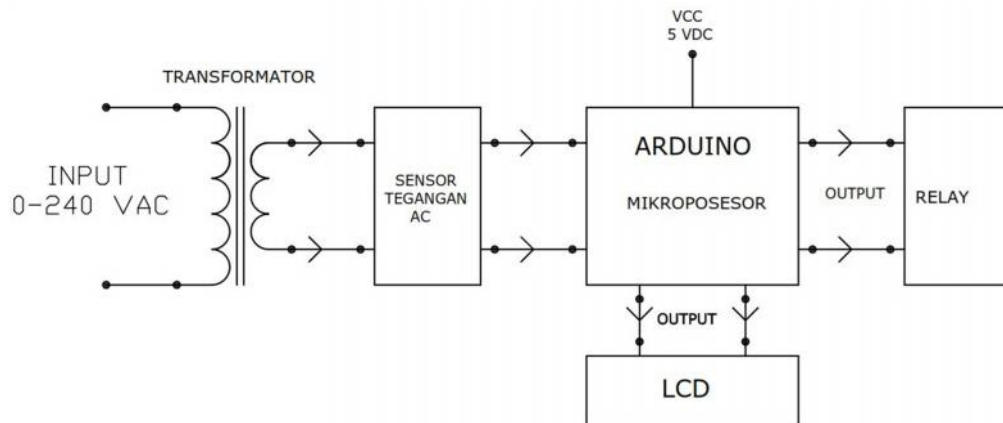 VCC
5 VDC
TRANSFORMATOR
INPUT
0-240 VAC
SENSOR
TEGANGAN
AC
ARDUINO
MIKROPOSESOR
OUTPUT
RELAY
OUTPUT
LCD